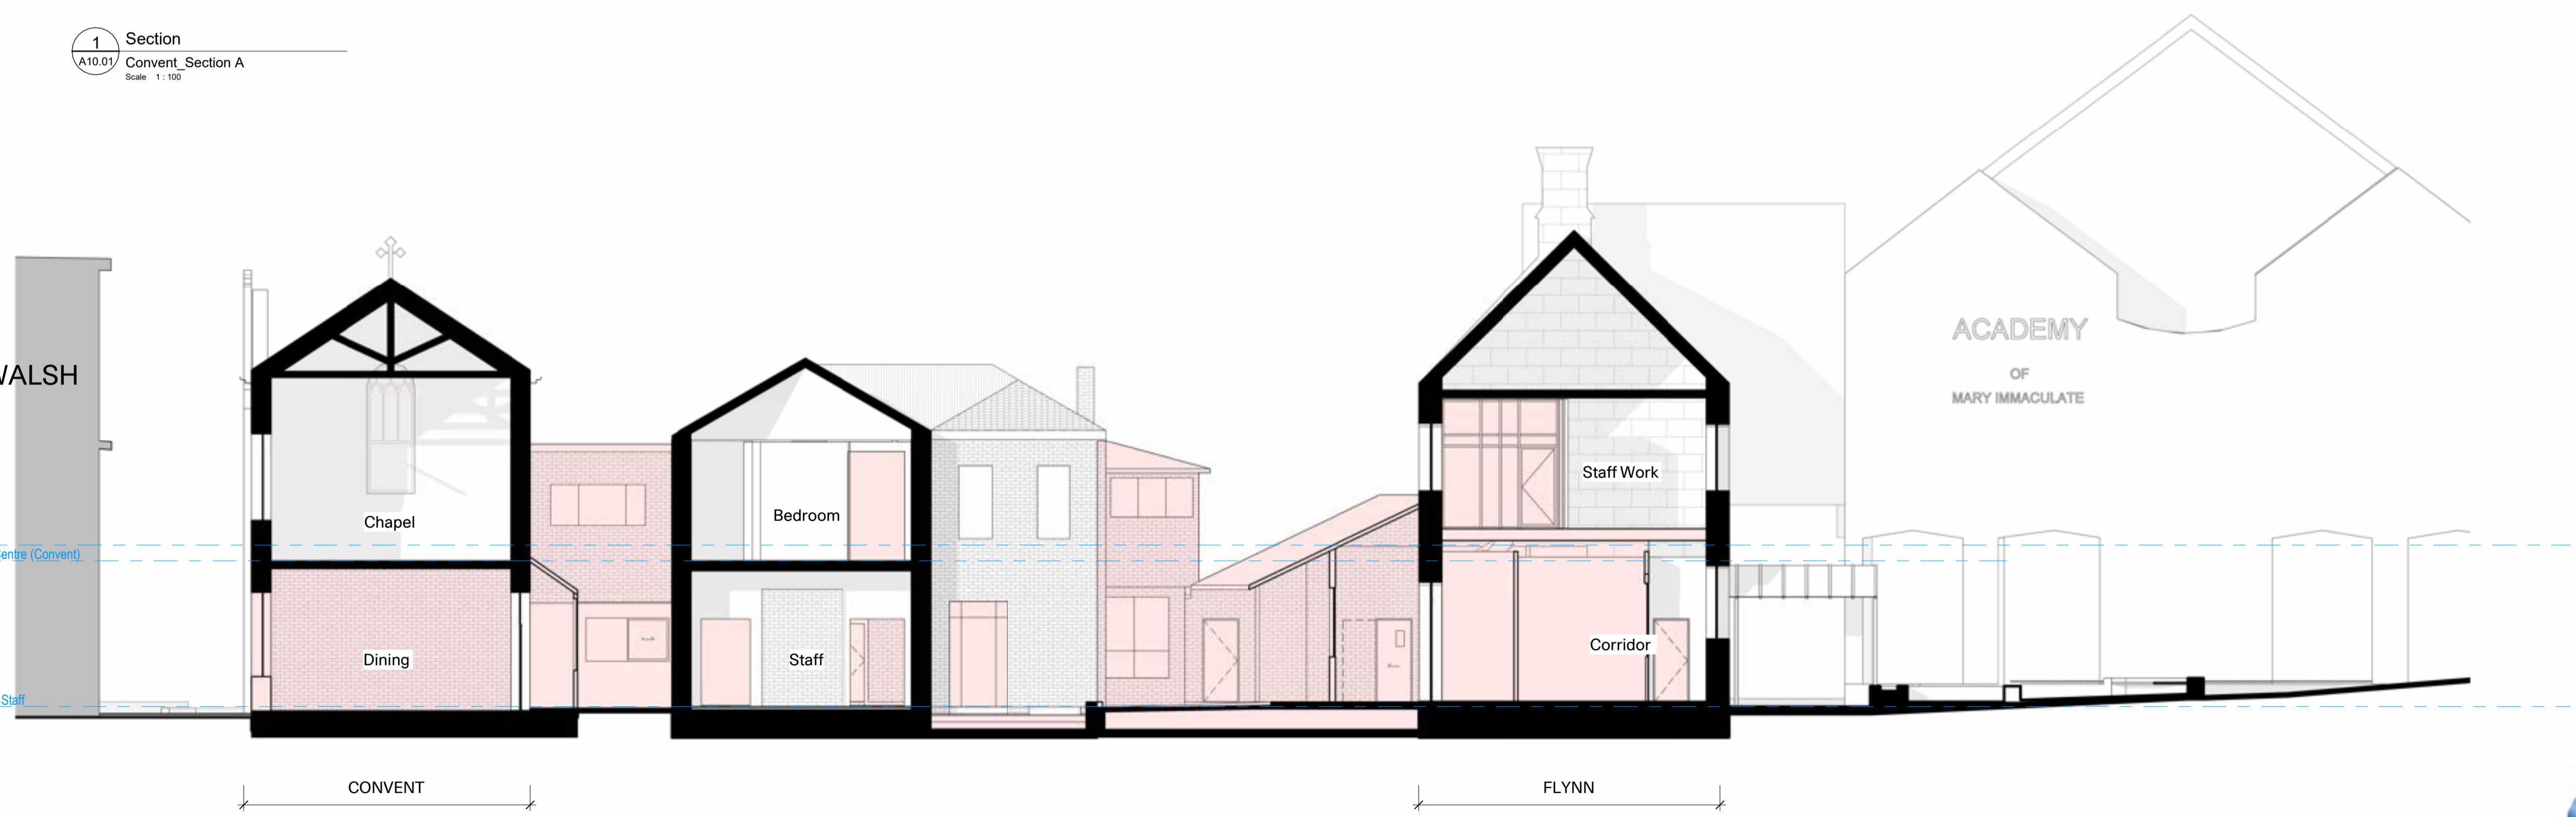 1
A10.01
Section
Convent_Section A
Scale 1 : 100
WALSH
ACADEMY
OF
MARY IMMACULATE
Chapel
Bedroom
Staff Work
entre (Convent)
Dining
Staff
Corridor
Staff
CONVENT
FLYNN